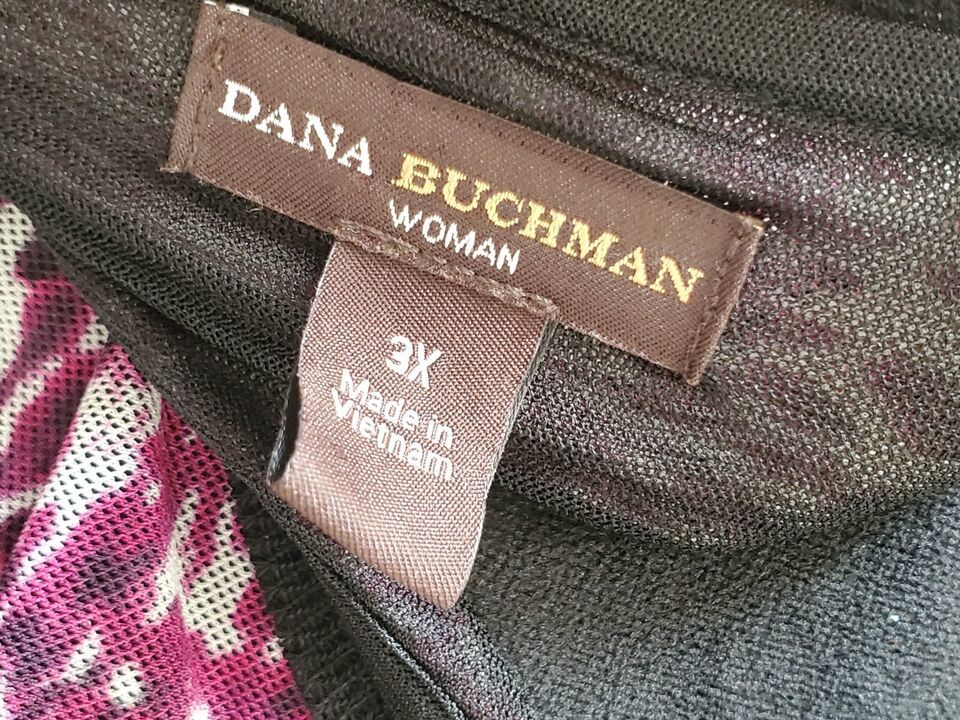 DANA BUCHMAN
WOMAN
3X
Made in
Vietnam